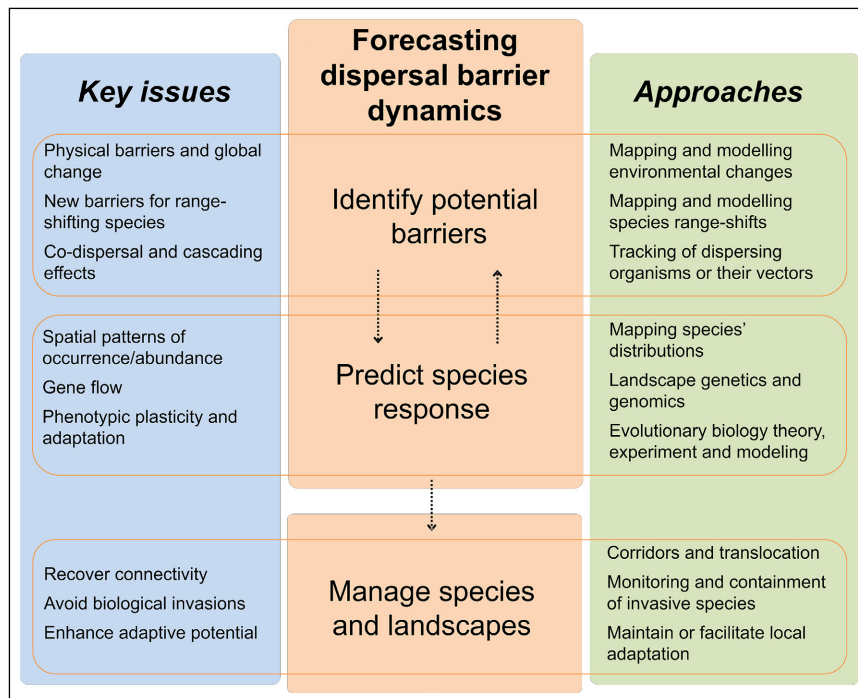 Forecasting
dispersal barrier
dynamics
Key issues
Approaches
Physical barriers and global
change
New barriers for range-
shifting species
Co-dispersal and cascading
effects
Identify potential
barriers
Mapping and modelling
environmental changes
Mapping and modelling
species range-shifts
Tracking of dispersing
organisms or their vectors
Spatial patterns of
occurrence/abundance
Gene flow
Phenotypic plasticity and
adaptation
Predict species
response
Mapping species’
distributions
Landscape genetics and
genomics
Evolutionary biology theory,
experiment and modeling
Recover connectivity
Avoid biological invasions
Enhance adaptive potential
Manage species
and landscapes
Corridors and translocation
Monitoring and containment
of invasive species
Maintain or facilitate local
adaptation